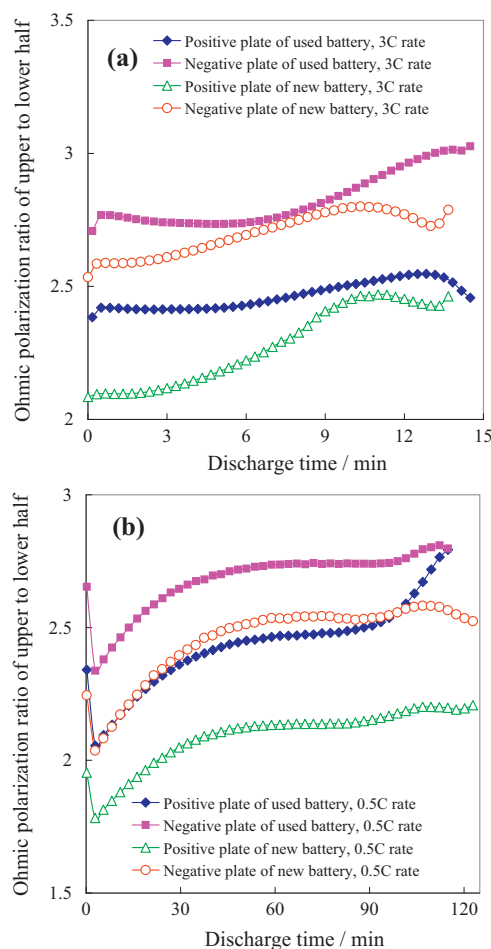 3.5
(a)
Positive plate of used battery, 3C rate
Negative plate of used battery, 3C rate
Positive plate of new battery, 3C rate
Negative plate of new battery, 3C rate
3
2.5
2
Ohmic polarization ratio of upper to lower half
0 3 6 9 12 15
Discharge time / min
3
(b)
2.5
2
1.5
Ohmic polarization ratio of upper to lower half
Positive plate of used battery, 0.5C rate
Negative plate of used battery, 0.5C rate
Positive plate of new battery, 0.5C rate
Negative plate of new battery, 0.5C rate
0 30 60 90 120
Discharge time / min